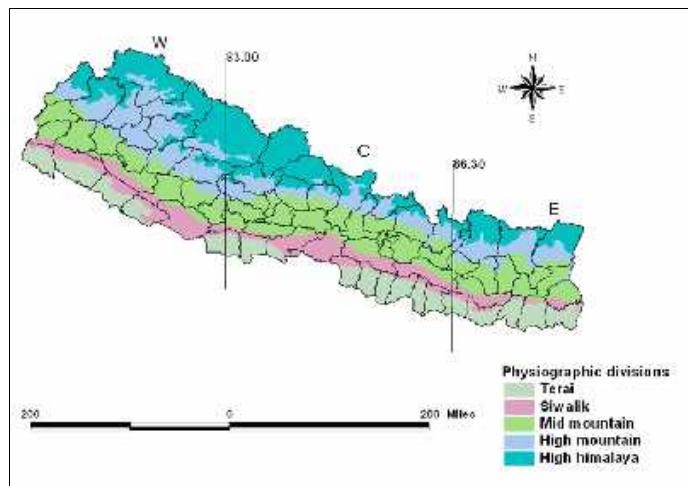 W
83.00
N
W E
S
C
86.30
E
Physiographic divisions
Terai
Siwalik
Mid mountain
High mountain
High himalaya
200 0 200 Miles